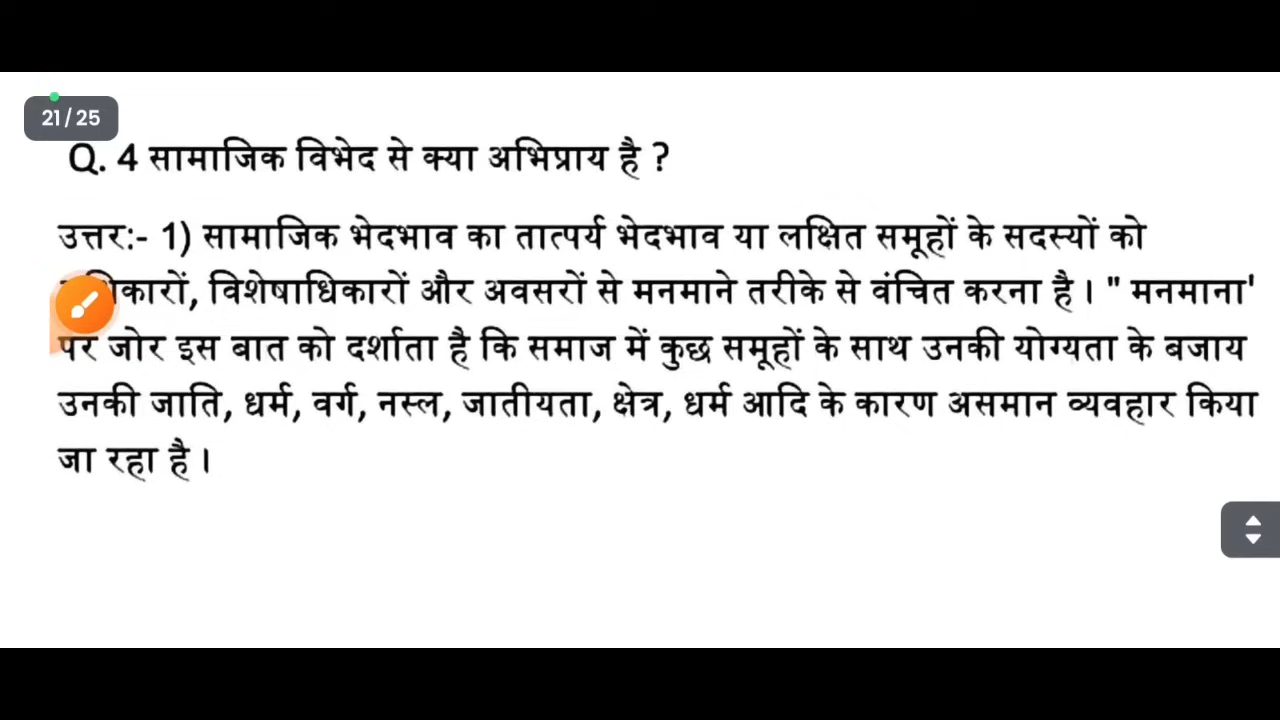 21 / 25
Q. 4 सामाजिक विभेद से क्या अभिप्राय है ?
उत्तर:- 1) सामाजिक भेदभाव का तात्पर्य भेदभाव या लक्षित समूहों के सदस्यों को
विशेषाधिकारों और अवसरों से मनमाने तरीके से वंचित करना है। " मनमाना'
पर जोर इस बात को दर्शाता है कि समाज में कुछ समूहों के साथ उनकी योग्यता के बजाय
उनकी जाति, धर्म, वर्ग, नस्ल, जातीयता, क्षेत्र, धर्म आदि के कारण असमान व्यवहार किया
जा रहा है।